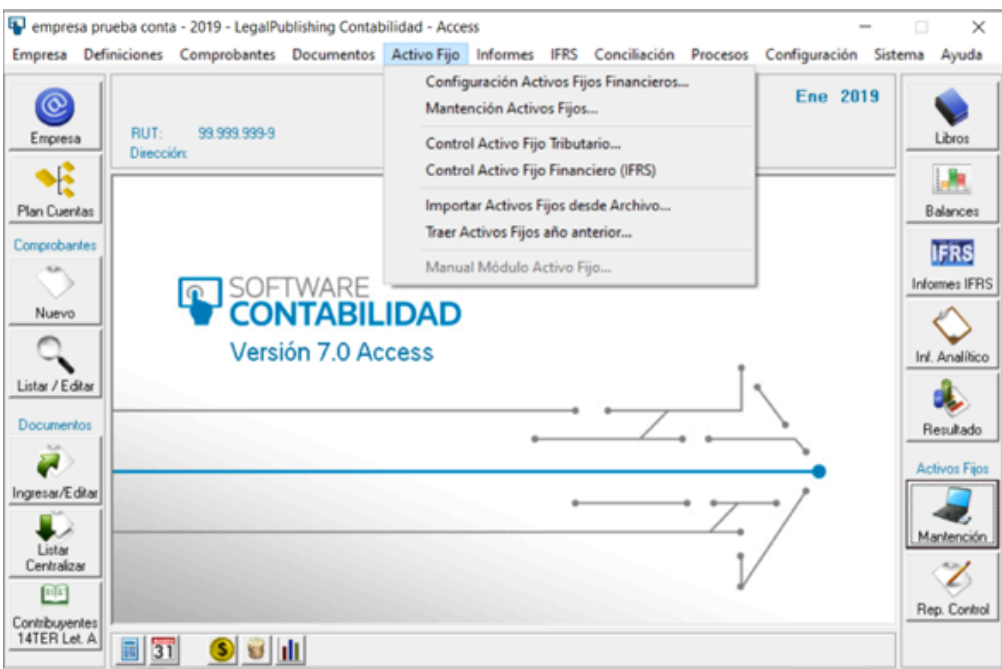 empresa prueba conta - 2019 - LegalPublishing Contabilidad - Access
Empresa Definiciones Comprobantes Documentos Activo Fijo Informes IFRS Conciliación Procesos Configuración Sistema Ayuda
Configuración Activos Fijos Financieros...
Mantención Activos Fijos...
Control Activo Fijo Tributario...
Control Activo Fijo Financiero (IFRS)
Importar Activos Fijos desde Archivo...
Traer Activos Fijos año anterior...
Manual Módulo Activo Fijo...
Empresa
Plan Cuentas
Comprobantes
Nuevo
Listar / Editar
Documentos
Ingresar/Editar
Listar
Centralizar
Contribuyentes
14TER Let. A
RUT: 99.999.999-9
Dirección:
Ene 2019
SOFTWARE
CONTABILIDAD
Versión 7.0 Access
Libros
Balances
IFRS
Informes IFRS
Inf. Analítico
Resultado
Activos Fijos
Mantención
Rep. Control
31
$